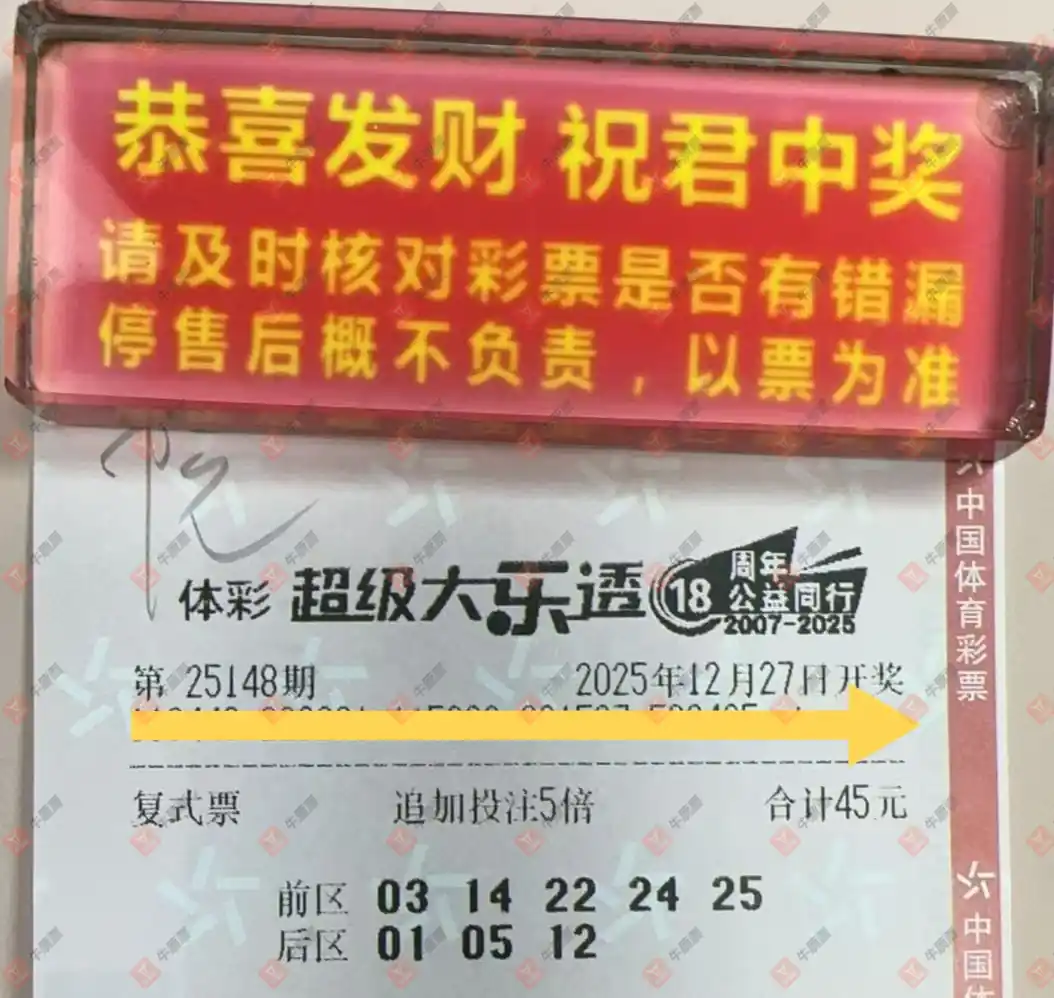 恭喜发财 祝君中奖
请及时核对彩票是否有错漏
停售后概不负责，以票为准
体彩 超级大乐透 18 周年 公益同行 2007-2025
第 25148期 2025年12月27日开奖
复式票 追加投注5倍 合计45元
前区 03 14 22 24 25
后区 01 05 12
中国体育彩票
中国体